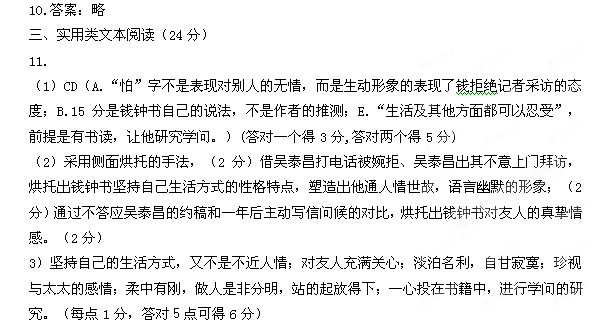 10.答案：略
三、实用类文本阅读（24 分）
11.
（1）CD（A.“怕”字不是表现对别人的无情，而是生动形象的表现了钱拒绝记者采访的态
度；B.15 分是钱钟书自己的说法，不是作者的推测；E.“生活及其他方面都可以忍受”，
前提是有书读，让他研究学问。）(答对一个得 3 分,答对两个得 5 分)
（2）采用侧面烘托的手法，（2 分）借吴泰昌打电话被婉拒、吴泰昌出其不意上门拜访，
烘托出钱钟书坚持自己生活方式的性格特点，塑造出他通人情世故，语言幽默的形象；（2
分）通过不答应吴泰昌的约稿和一年后主动写信问候的对比，烘托出钱钟书对友人的真挚情
感。（2 分）
3）坚持自己的生活方式，又不是不近人情；对友人充满关心；淡泊名利，自甘寂寞；珍视
与太太的感情；柔中有刚，做人是非分明，站的起放得下；一心投在书籍中，进行学问的研
究。（每点 1 分，答对 5 点可得 6 分）